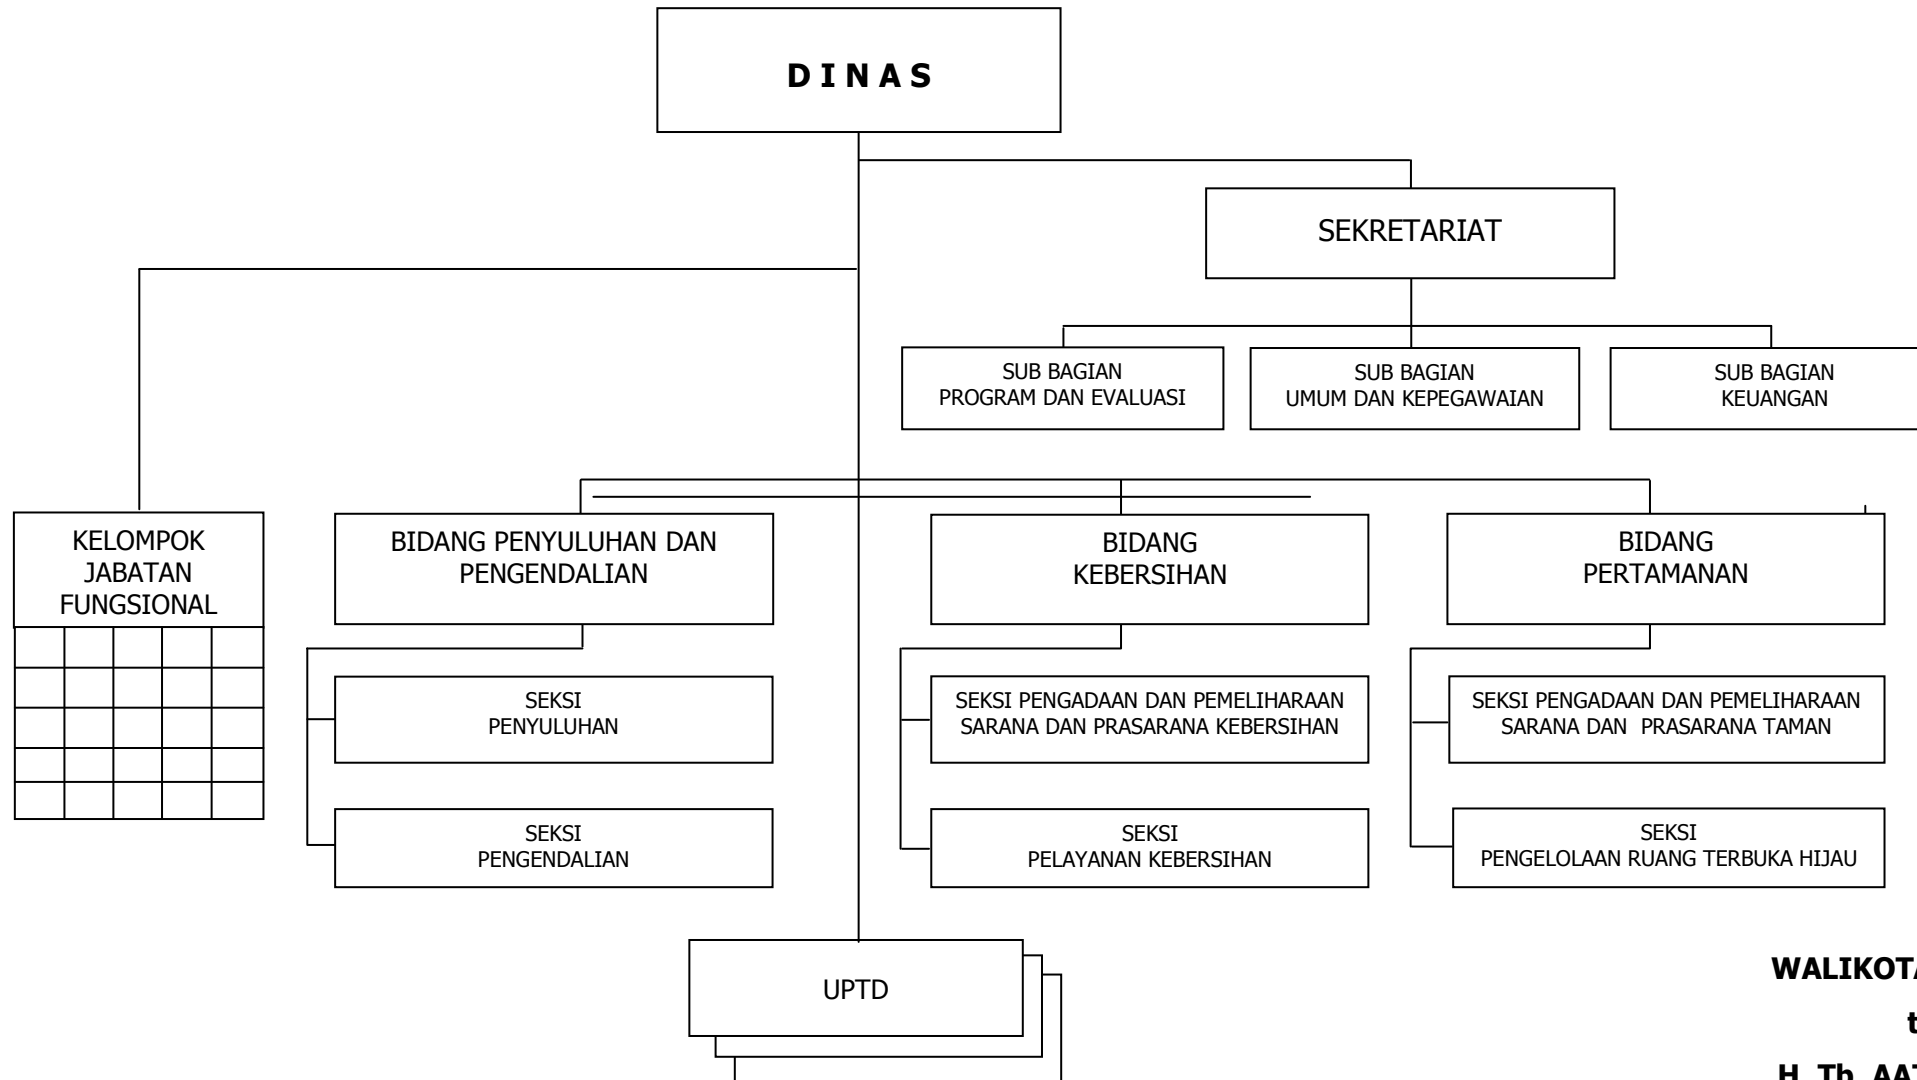 D I N A S
SEKRETARIAT
SUB BAGIAN
PROGRAM DAN EVALUASI
SUB BAGIAN
UMUM DAN KEPEGAWAIAN
SUB BAGIAN
KEUANGAN
KELOMPOK
JABATAN
FUNGSIONAL
BIDANG PENYULUHAN DAN
PENGENDALIAN
BIDANG
KEBERSIHAN
BIDANG
PERTAMANAN
SEKSI
PENYULUHAN
SEKSI PENGADAAN DAN PEMELIHARAAN
SARANA DAN PRASARANA KEBERSIHAN
SEKSI PENGADAAN DAN PEMELIHARAAN
SARANA DAN PRASARANA TAMAN
SEKSI
PENGENDALIAN
SEKSI
PELAYANAN KEBERSIHAN
SEKSI
PENGELOLAAN RUANG TERBUKA HIJAU
UPTD
WALIKOTA
H. Th.